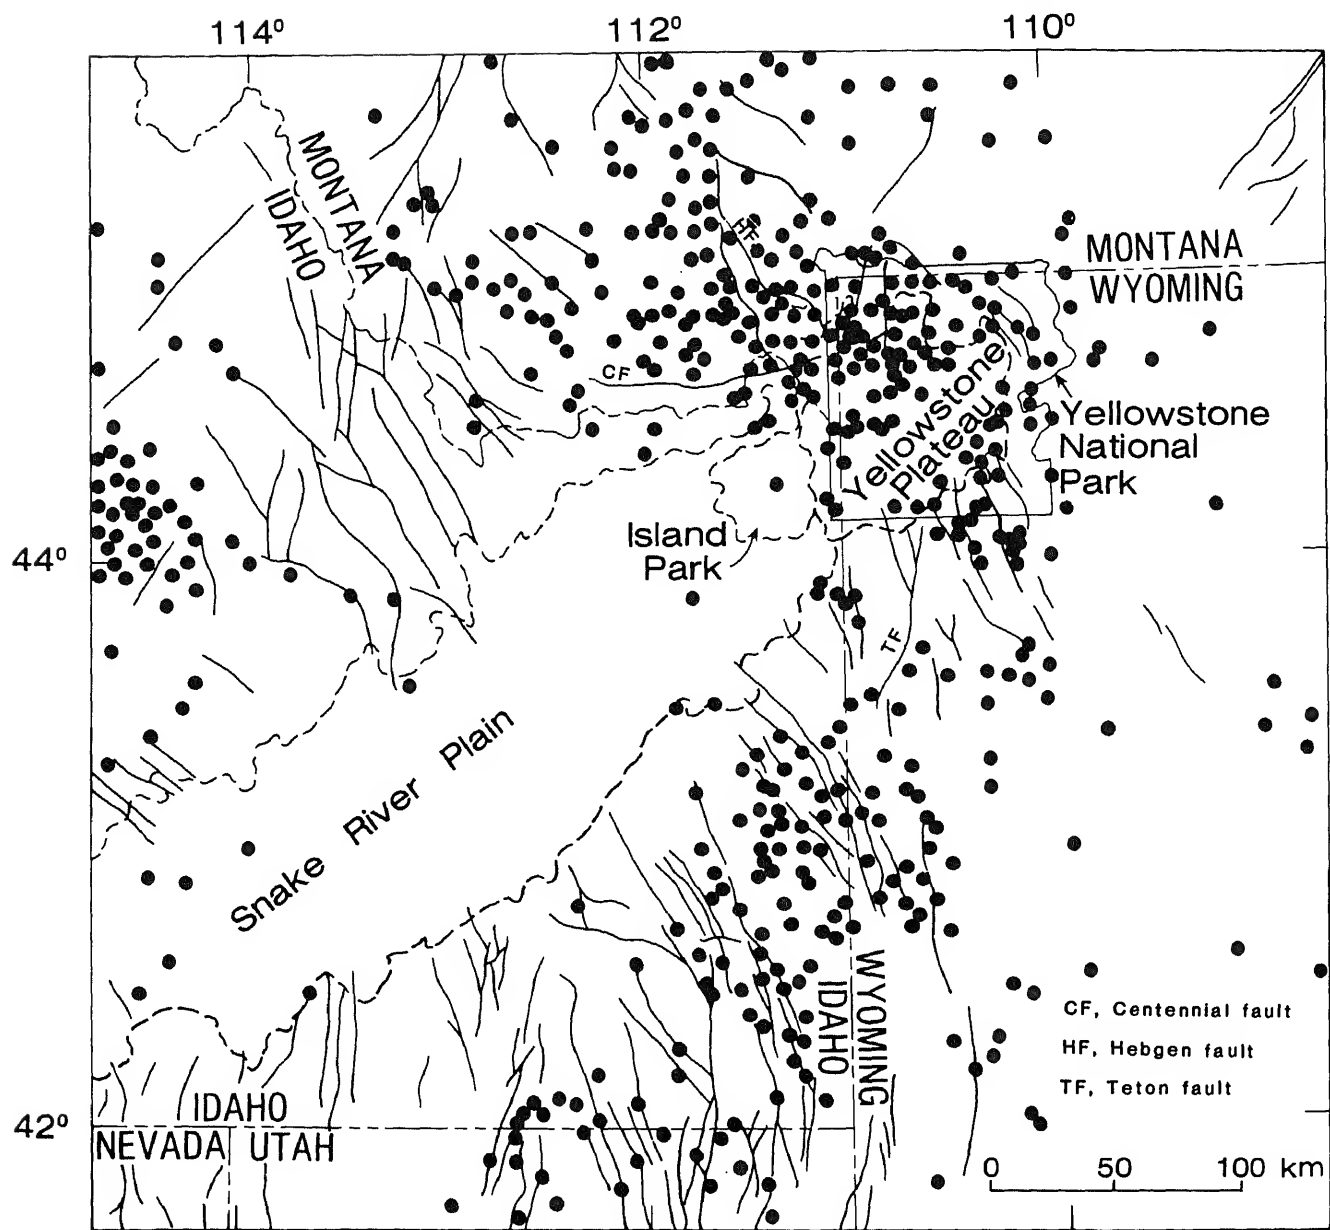 114° 112° 110°
MONTANA
IDAHO
HF
MONTANA
WYOMING
CF
Yellowstone
Plateau
Yellowstone
National
Park
Island
Park
44°
TF
Snake River Plain
WYOMING
IDAHO
CF, Centennial fault
HF, Hebgen fault
TF, Teton fault
42°
IDAHO
NEVADA UTAH
0 50 100 km